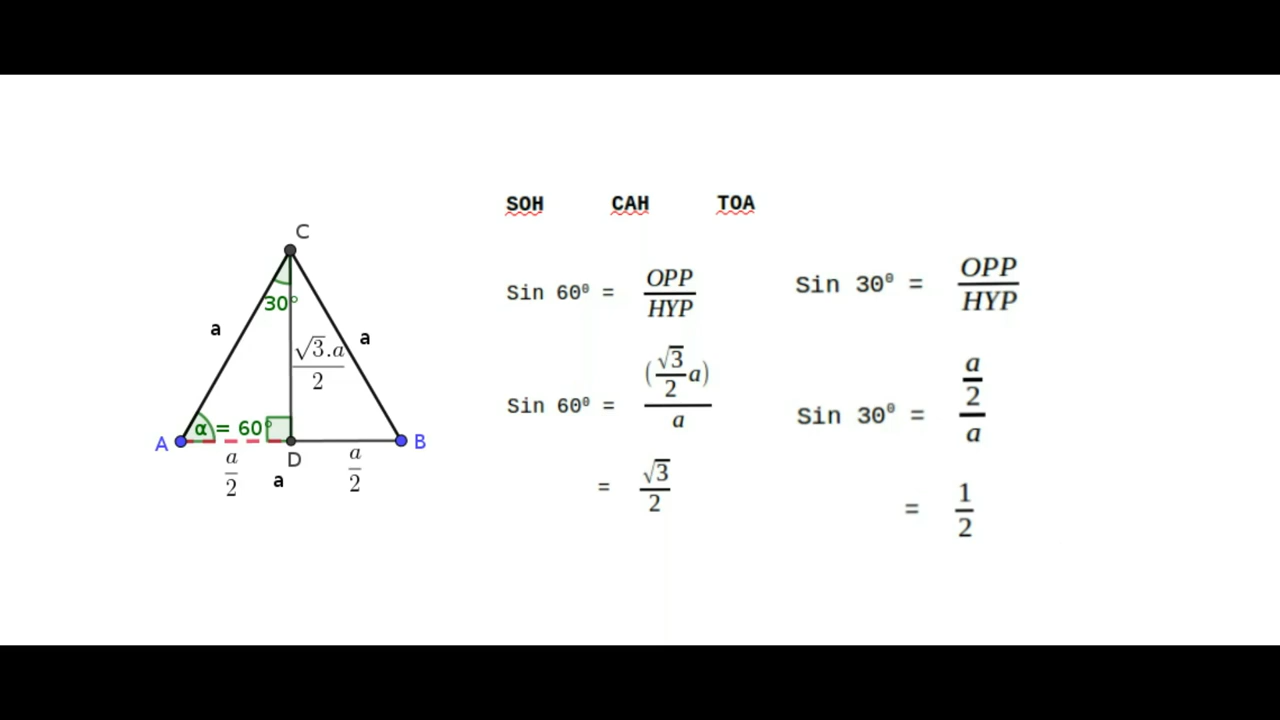 SOH CAH TOA
C
30°
a
√3.a/2
a
A
α = 60°
D
B
a/2
a
a/2
Sin 60⁰ = OPP/HYP
Sin 60⁰ = (√3/2 a)/a
= √3/2
Sin 30⁰ = OPP/HYP
Sin 30⁰ = a/2/a
= 1/2